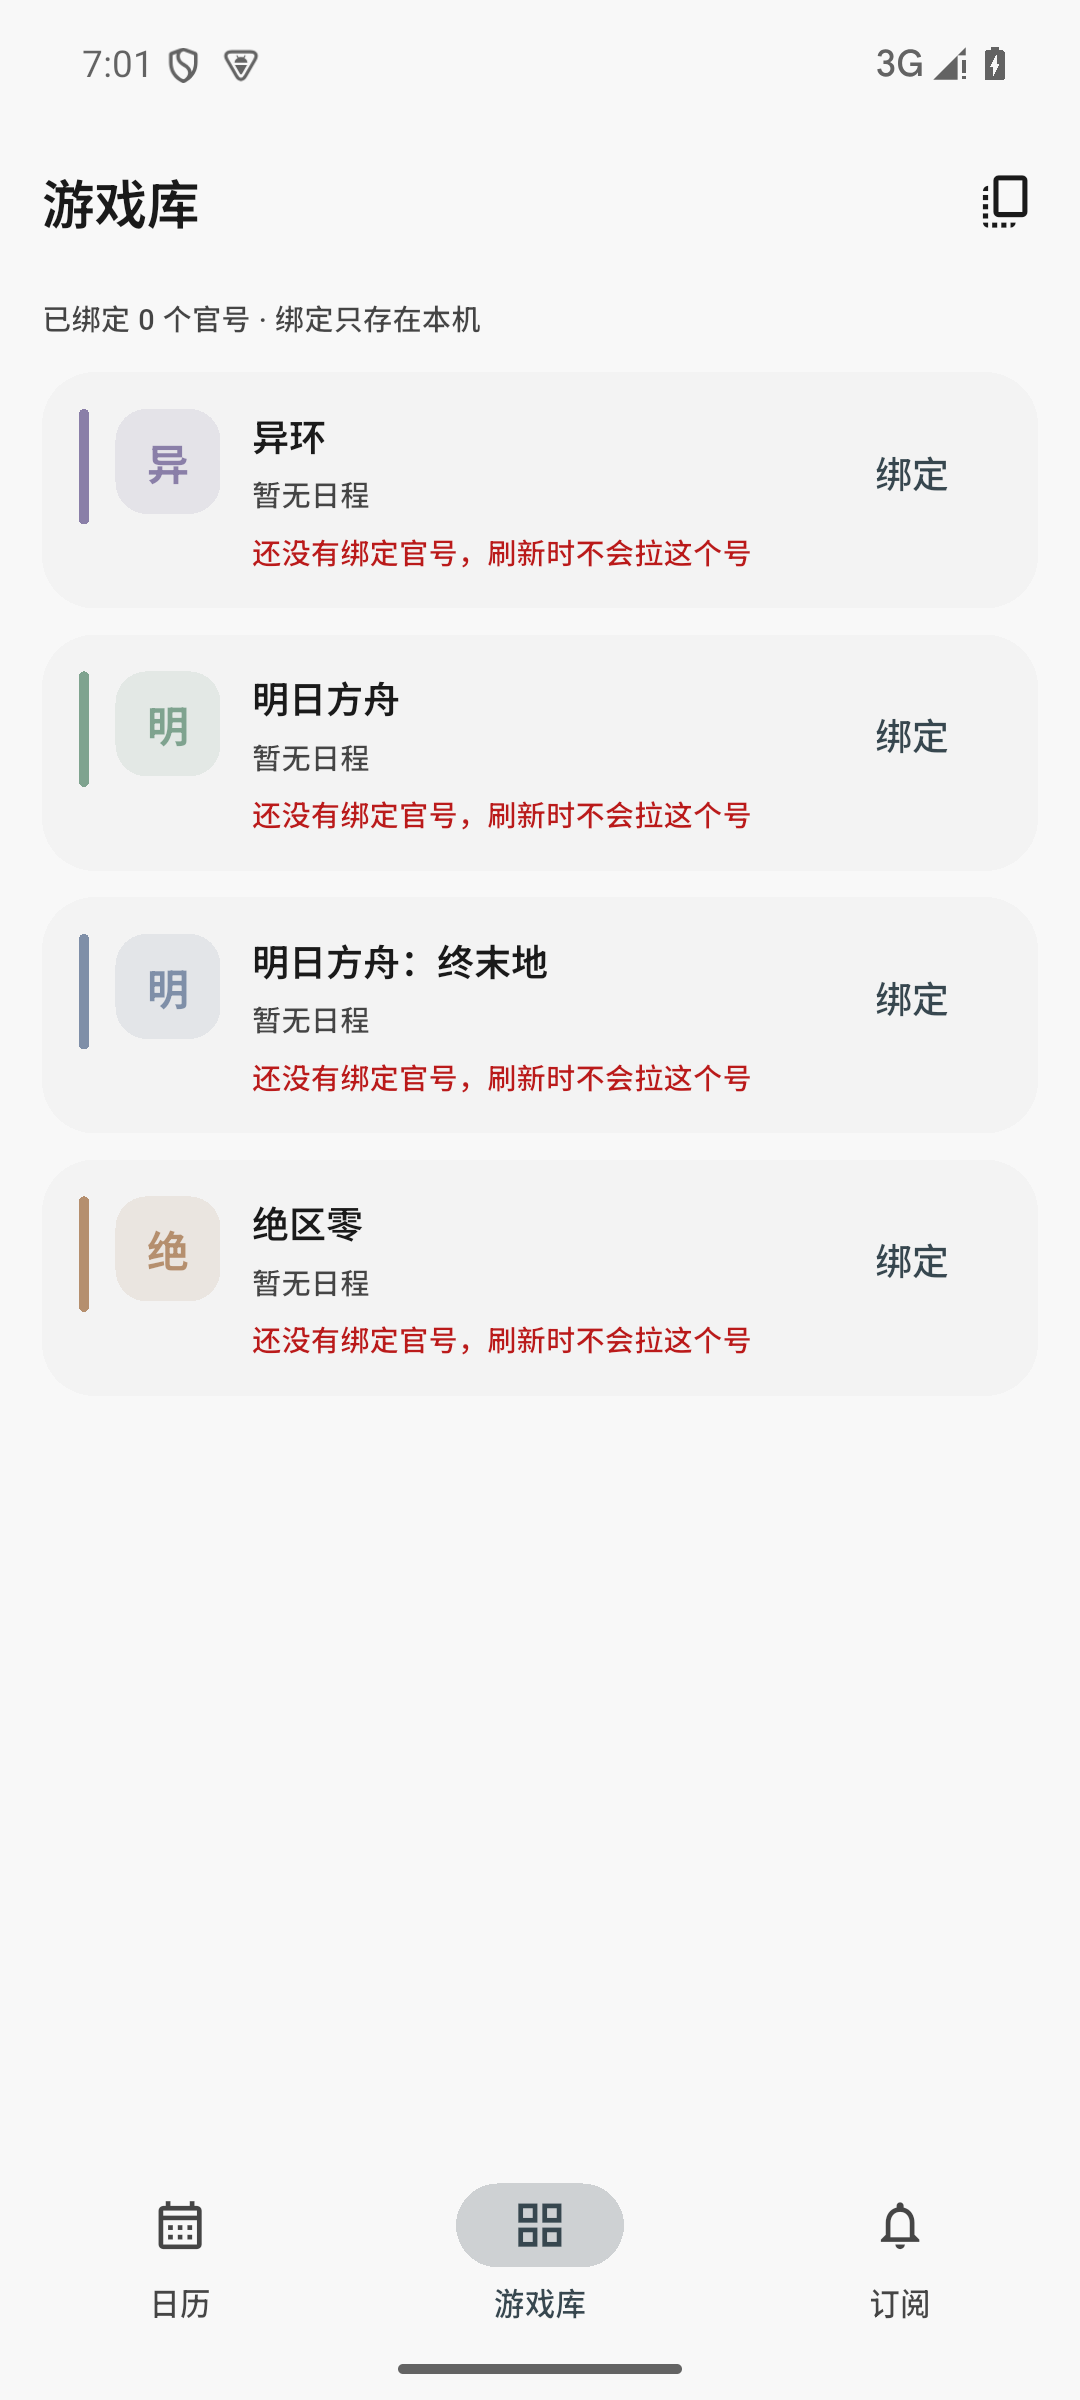 7:01
3G
游戏库
已绑定 0 个官号 · 绑定只存在本机
异
异环
暂无日程
还没有绑定官号，刷新时不会拉这个号
绑定
明
明日方舟
暂无日程
还没有绑定官号，刷新时不会拉这个号
绑定
明
明日方舟：终末地
暂无日程
还没有绑定官号，刷新时不会拉这个号
绑定
绝
绝区零
暂无日程
还没有绑定官号，刷新时不会拉这个号
绑定
日历
游戏库
订阅